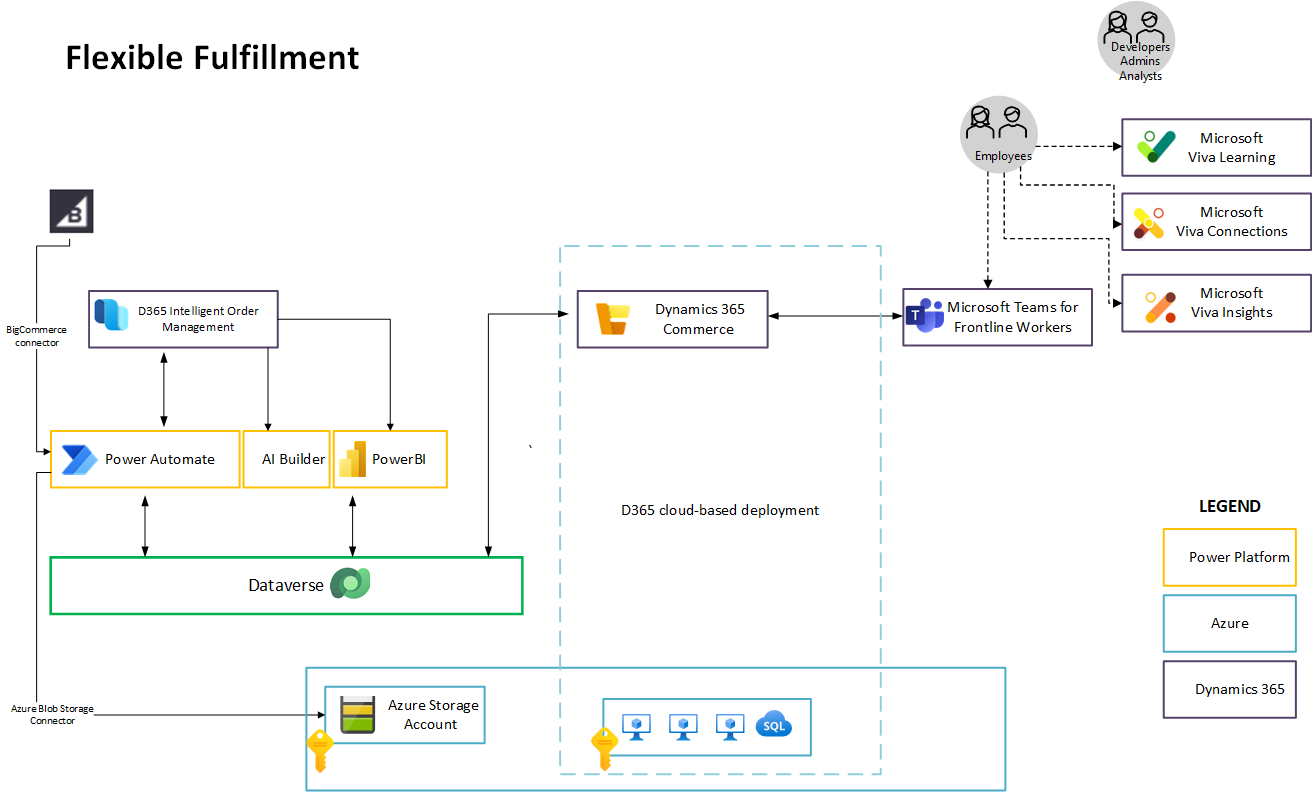 Flexible Fulfillment
Developers
Admins
Analysts
Employees
Microsoft
Viva Learning
Microsoft
Viva Connections
Microsoft
Viva Insights
B
BigCommerce
connector
D365 Intelligent Order
Management
Dynamics 365
Commerce
T
Microsoft Teams for
Frontline Workers
Power Automate
AI Builder
PowerBI
`
D365 cloud-based deployment
Dataverse
LEGEND
Power Platform
Azure
Dynamics 365
Azure Blob Storage
Connector
Azure Storage
Account
SQL